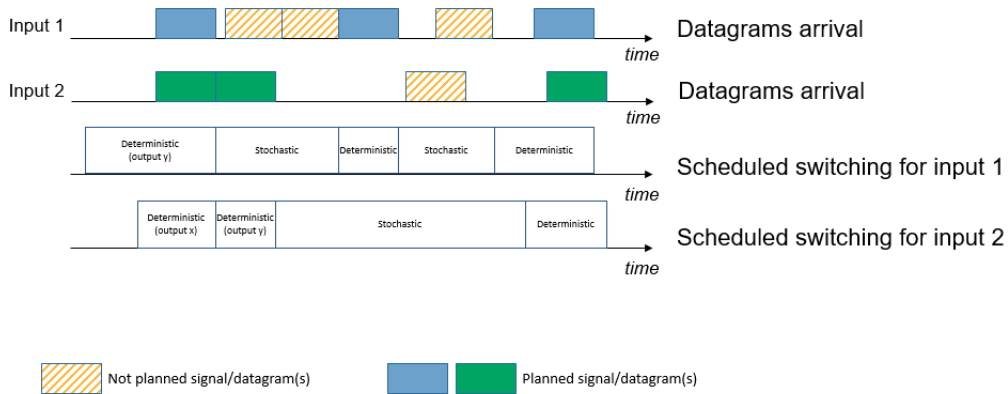 Input 1
Datagrams arrival
time
Input 2
Datagrams arrival
time
Deterministic
(output y)
Stochastic
Deterministic
Stochastic
Deterministic
Scheduled switching for input 1
time
Deterministic
(output x)
Deterministic
(output y)
Stochastic
Deterministic
Scheduled switching for input 2
time
Not planned signal/datagram(s)
Planned signal/datagram(s)